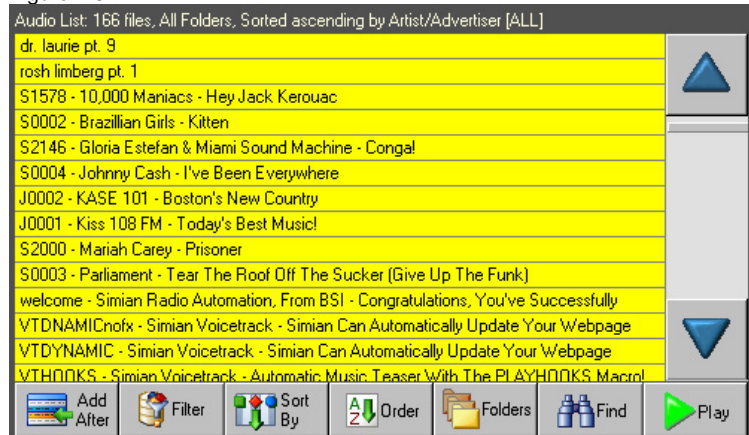 Audio List: 166 files, All Folders, Sorted ascending by Artist/Advertiser [ALL]
dr. laurie pt. 9
rosh limberg pt. 1
S1578 - 10,000 Maniacs - Hey Jack Kerouac
S0002 - Brazillian Girls - Kitten
S2146 - Gloria Estefan & Miami Sound Machine - Conga!
S0004 - Johnny Cash - I've Been Everywhere
J0002 - KASE 101 - Boston's New Country
J0001 - Kiss 108 FM - Today's Best Music!
S2000 - Mariah Carey - Prisoner
S0003 - Parliament - Tear The Roof Off The Sucker (Give Up The Funk)
welcome - Simian Radio Automation, From BSI - Congratulations, You've Successfully
VTDNAMICnofx - Simian Voicetrack - Simian Can Automatically Update Your Webpage
VTDYNAMIC - Simian Voicetrack - Simian Can Automatically Update Your Webpage
VTHOOKS - Simian Voicetrack - Automatic Music Teaser With The PLAYHOOKS Macro!
Add After
Filter
Sort By
A Z Order
Folders
Find
Play